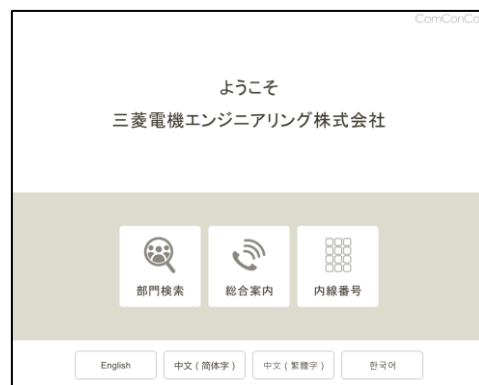 ComConCo
ようこそ
三菱電機エンジニアリング株式会社
部門検索
総合案内
内線番号
English
中文 ( 简体字 )
中文 ( 繁體字 )
한국어